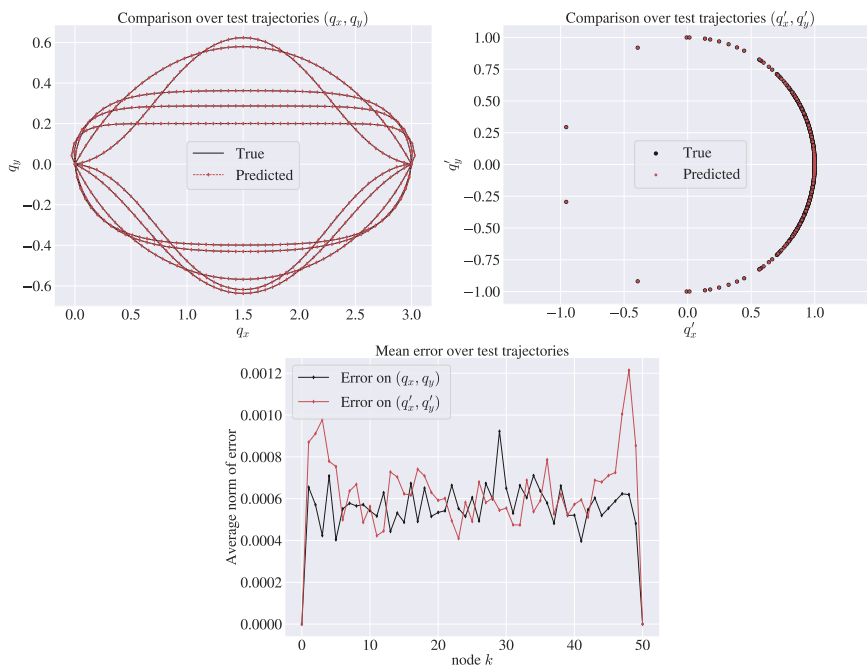 Comparison over test trajectories (q_x, q_y)
0.6
0.4
0.2
0.0
−0.2
−0.4
−0.6
q_y
True
Predicted
0.0
0.5
1.0
1.5
2.0
2.5
3.0
q_x
Comparison over test trajectories (q′_x, q′_y)
1.00
0.75
0.50
0.25
0.00
−0.25
−0.50
−0.75
−1.00
q′_y
True
Predicted
−1.0
−0.5
0.0
0.5
1.0
q′_x
Mean error over test trajectories
0.0012
0.0010
0.0008
0.0006
0.0004
0.0002
0.0000
Average norm of error
Error on (q_x, q_y)
Error on (q′_x, q′_y)
0
10
20
30
40
50
node k